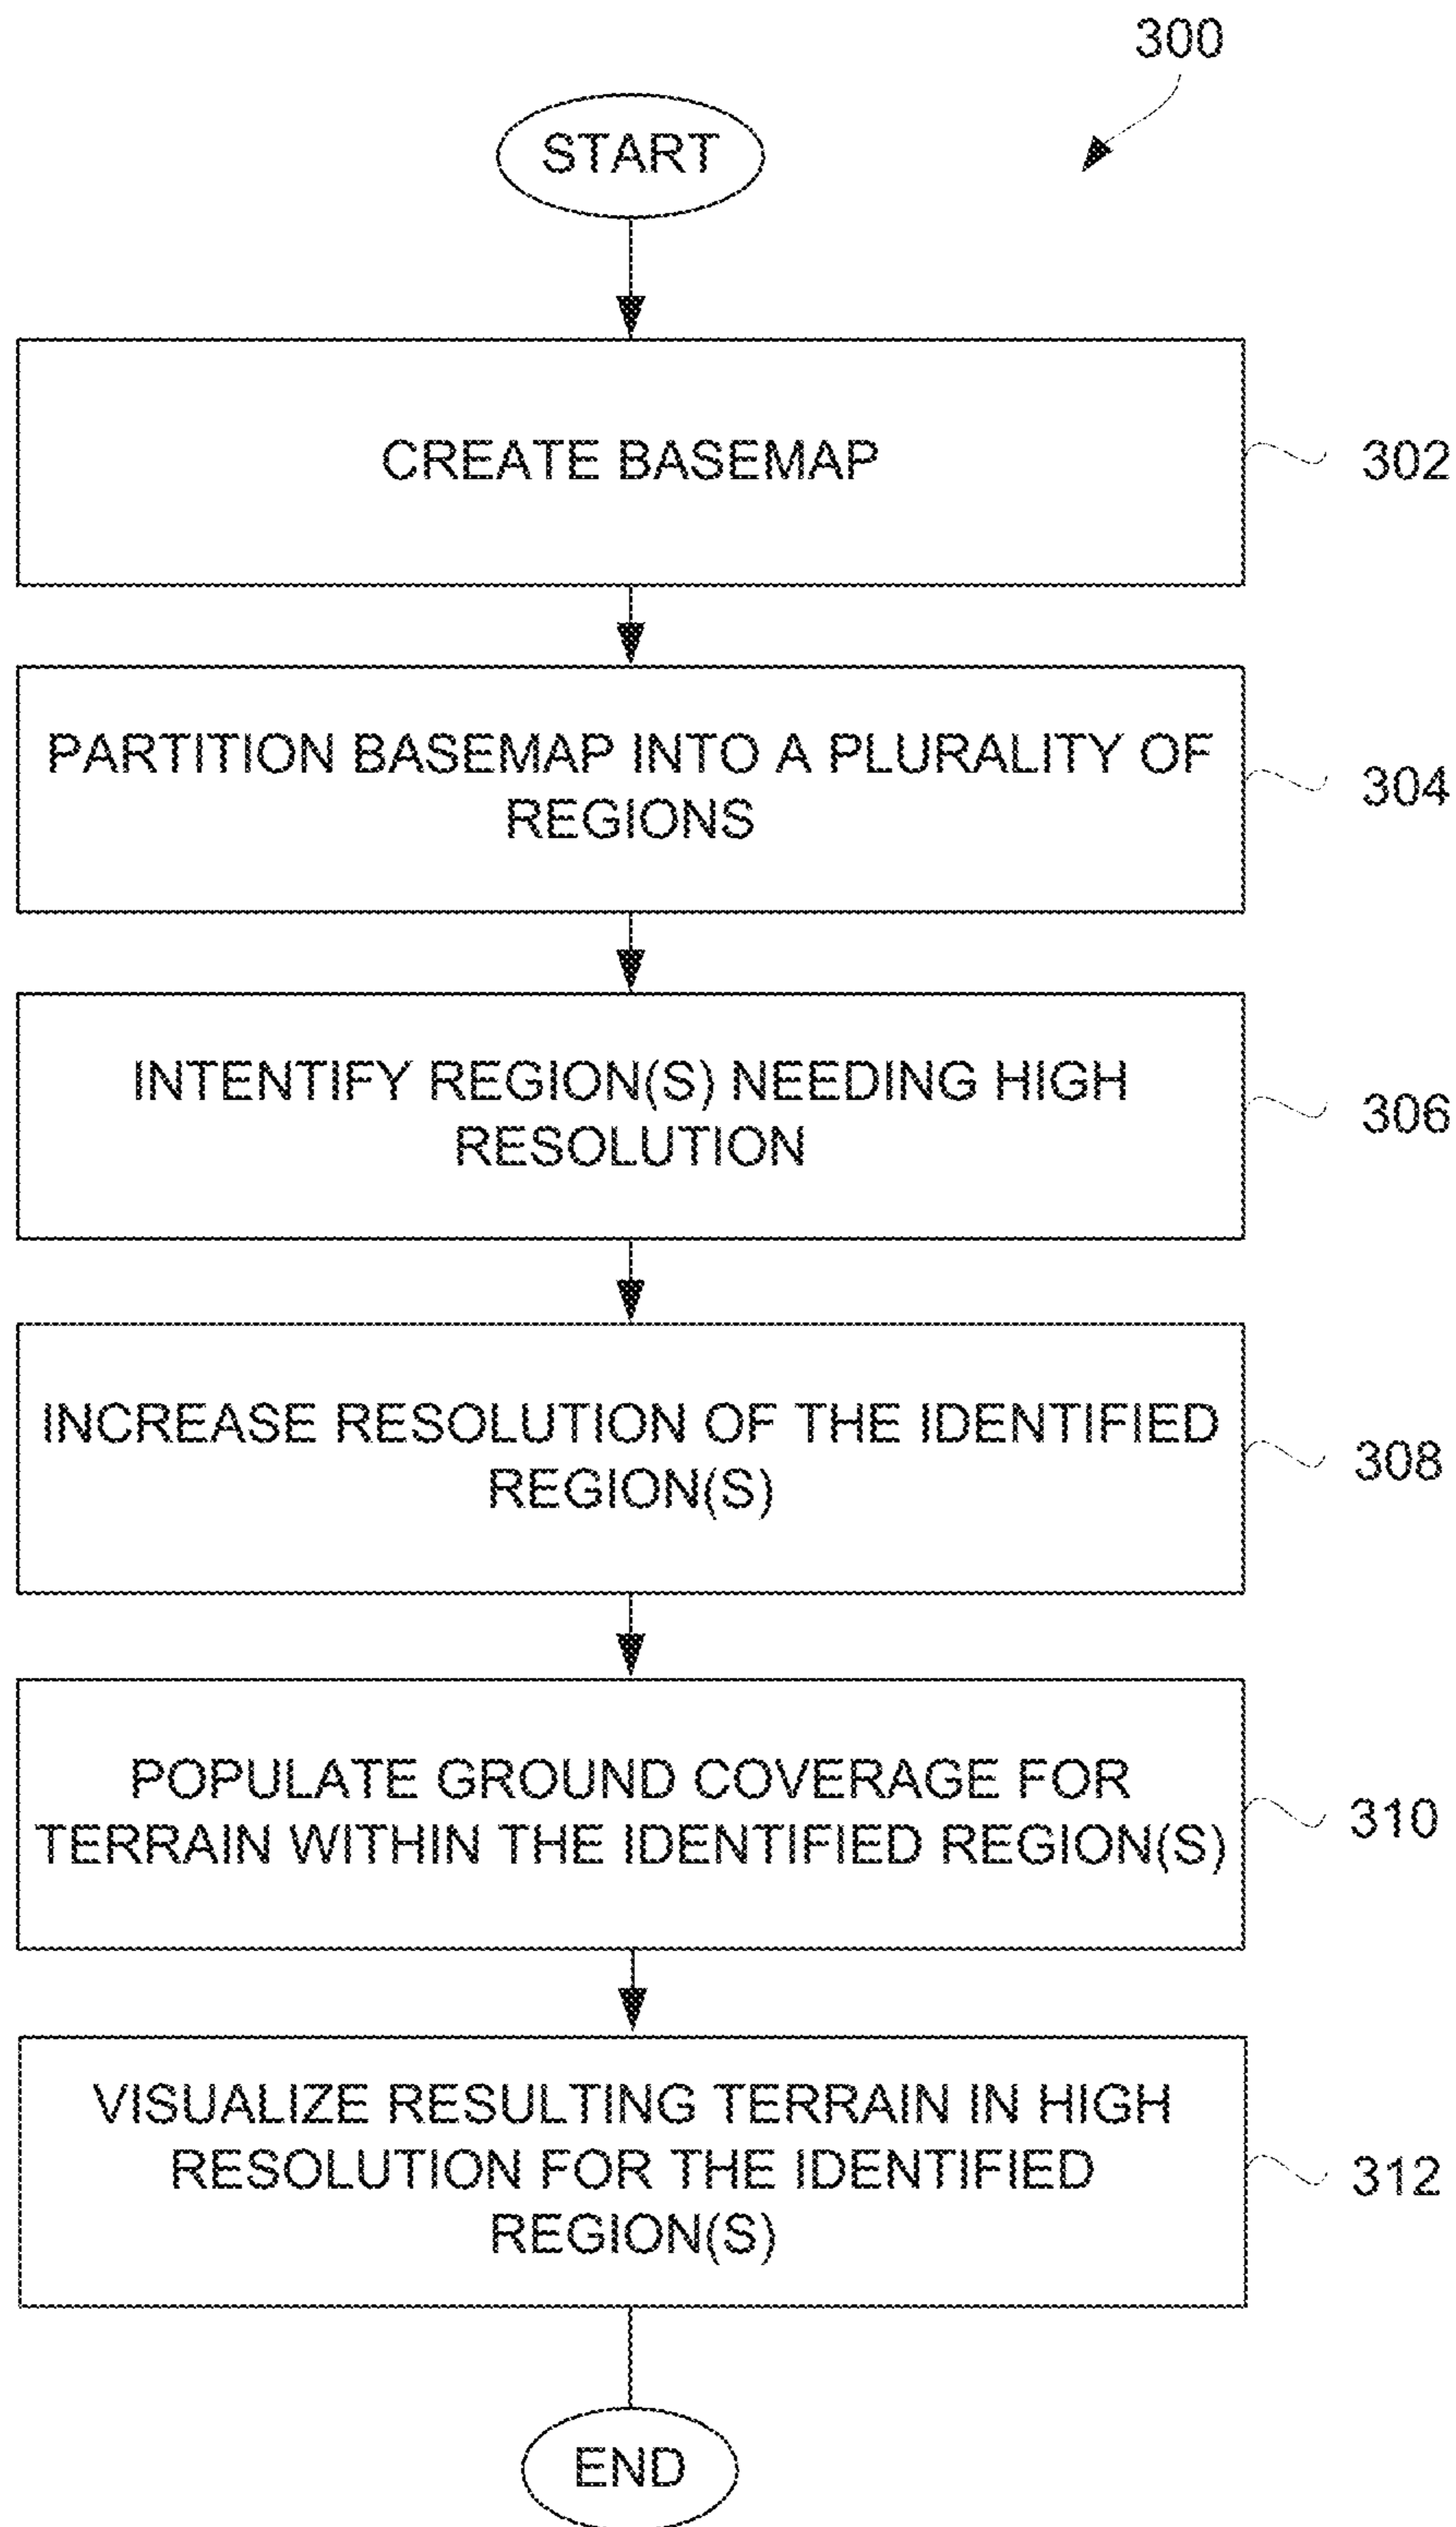 300
START
CREATE BASEMAP
302
PARTITION BASEMAP INTO A PLURALITY OF
REGIONS
304
INTENTIFY REGION(S) NEEDING HIGH
RESOLUTION
306
INCREASE RESOLUTION OF THE IDENTIFIED
REGION(S)
308
POPULATE GROUND COVERAGE FOR
TERRAIN WITHIN THE IDENTIFIED REGION(S)
310
VISUALIZE RESULTING TERRAIN IN HIGH
RESOLUTION FOR THE IDENTIFIED
REGION(S)
312
END